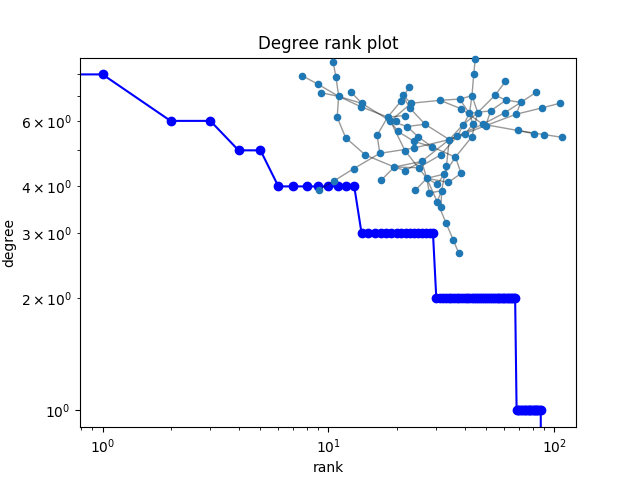 Degree rank plot
degree
6 × 10⁰
4 × 10⁰
3 × 10⁰
2 × 10⁰
10⁰
10⁰
10¹
10²
rank